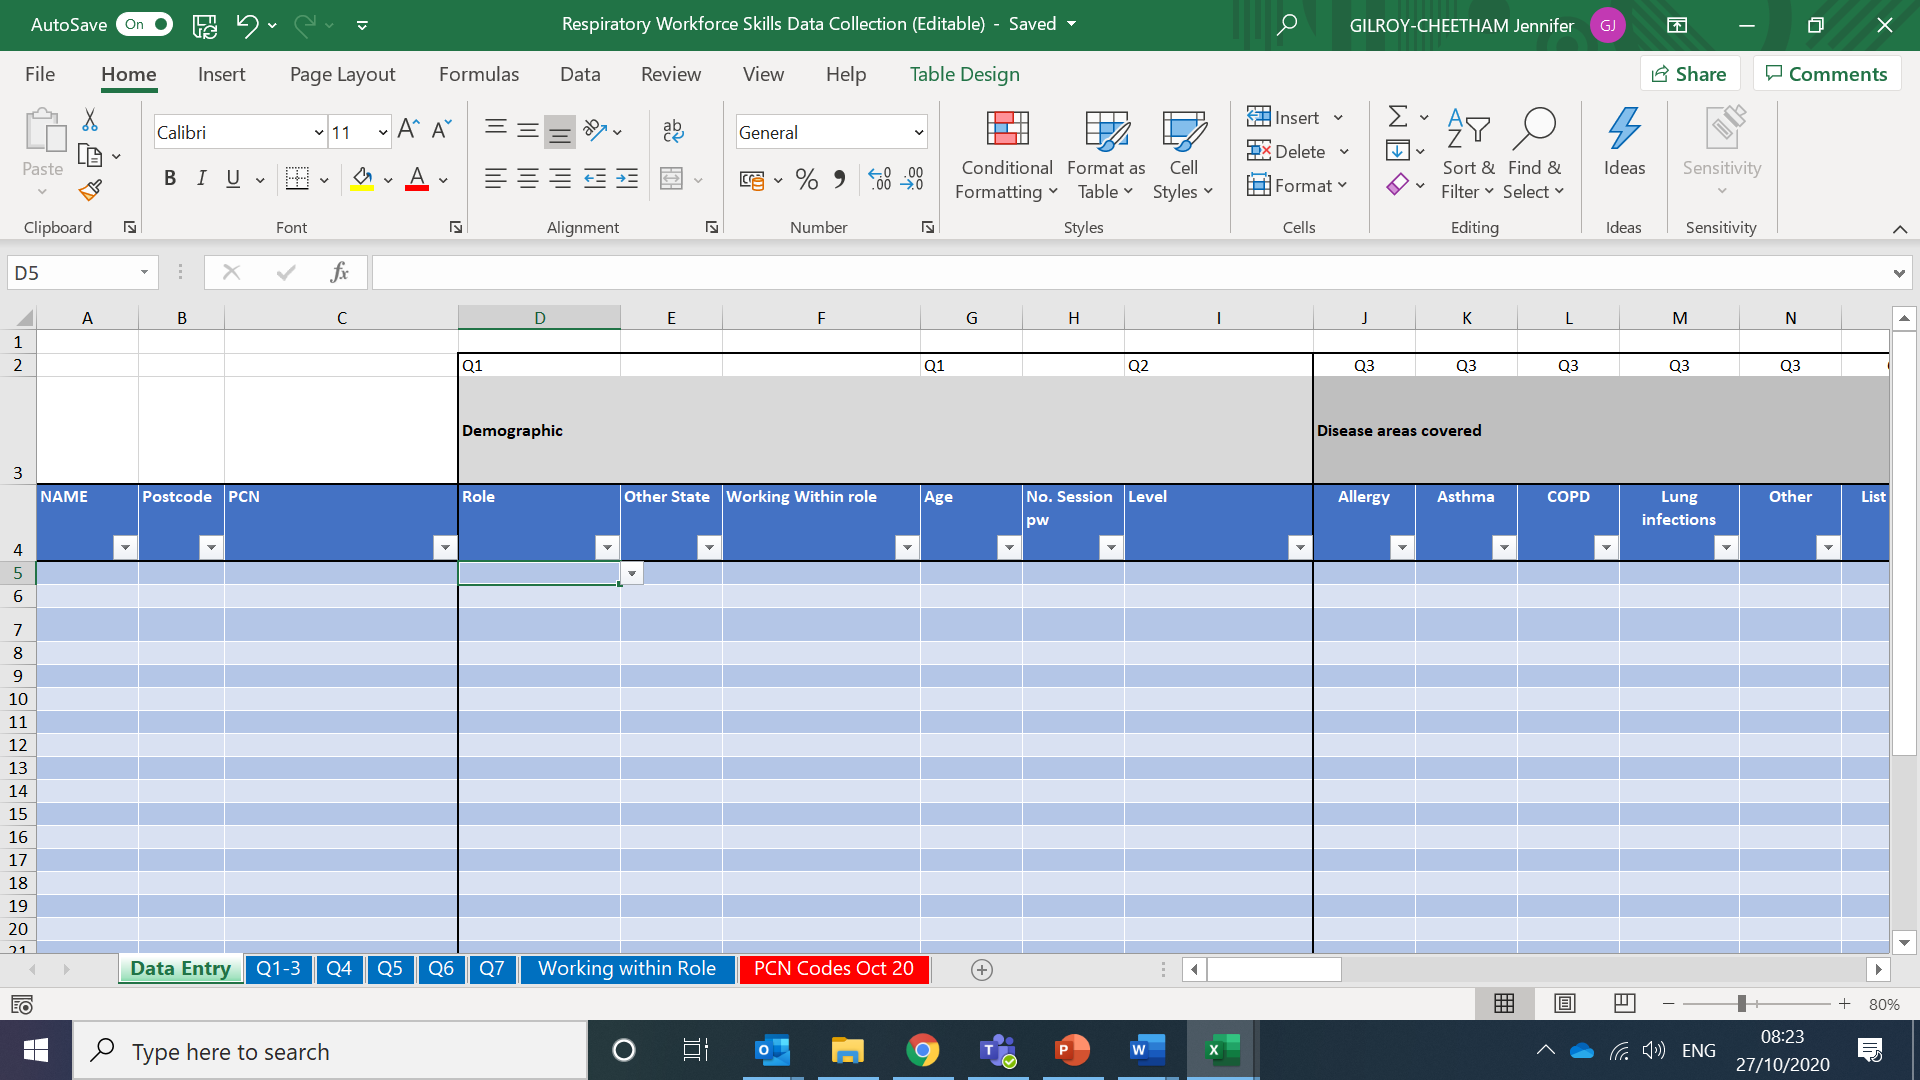 AutoSave On Respiratory Workforce Skills Data Collection (Editable) - Saved GILROY-CHEETHAM Jennifer GJ
File Home Insert Page Layout Formulas Data Review View Help Table Design Share Comments
Paste
Clipboard
Calibri 11
B I U A
Font
ab
Alignment
General
% .00
Number
Conditional Formatting
Format as Table
Cell Styles
Styles
Insert
Delete
Format
Cells
Sort & Filter
Find & Select
Editing
Ideas
Ideas
Sensitivity
Sensitivity
D5 fx
A B C D E F G H I J K L M N
1
2 Q1 Q1 Q2 Q3 Q3 Q3 Q3 Q3
3 Demographic Disease areas covered
4 NAME Postcode PCN Role Other State Working Within role Age No. Session pw Level Allergy Asthma COPD Lung infections Other List
5
6
7
8
9
10
11
12
13
14
15
16
17
18
19
20
21
Data Entry Q1-3 Q4 Q5 Q6 Q7 Working within Role PCN Codes Oct 20
80%
Type here to search ENG 08:23
27/10/2020